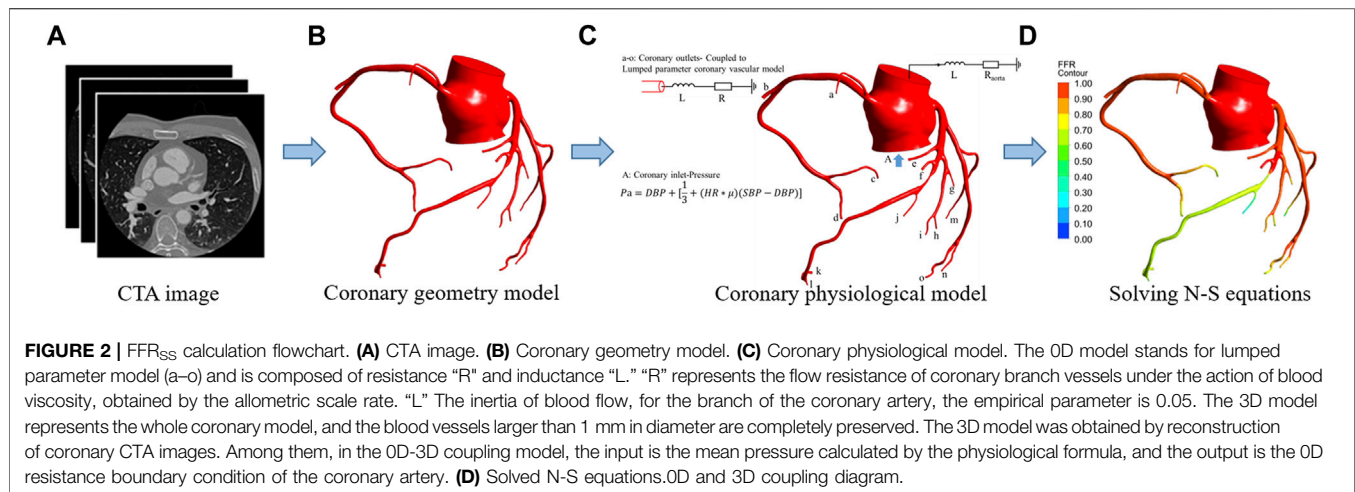 A
B
C
D
a-o: Coronary outlets- Coupled to
Lumped parameter coronary vascular model
L
R
b
a
L
R_aorta
A
e
c
f
g
d
j
m
i
h
k
l
o
n
A: Coronary inlet-Pressure
Pa = DBP + [1/3 + (HR * μ)(SBP − DBP)]
FFR
Contour
1.00
0.90
0.80
0.70
0.60
0.50
0.40
0.30
0.20
0.10
0.00
CTA image
Coronary geometry model
Coronary physiological model
Solving N-S equations
FIGURE 2 | FFRSS calculation flowchart. (A) CTA image. (B) Coronary geometry model. (C) Coronary physiological model. The 0D model stands for lumped
parameter model (a–o) and is composed of resistance “R" and inductance “L.” “R” represents the flow resistance of coronary branch vessels under the action of blood
viscosity, obtained by the allometric scale rate. “L” The inertia of blood flow, for the branch of the coronary artery, the empirical parameter is 0.05. The 3D model
represents the whole coronary model, and the blood vessels larger than 1 mm in diameter are completely preserved. The 3D model was obtained by reconstruction
of coronary CTA images. Among them, in the 0D-3D coupling model, the input is the mean pressure calculated by the physiological formula, and the output is the 0D
resistance boundary condition of the coronary artery. (D) Solved N-S equations.0D and 3D coupling diagram.